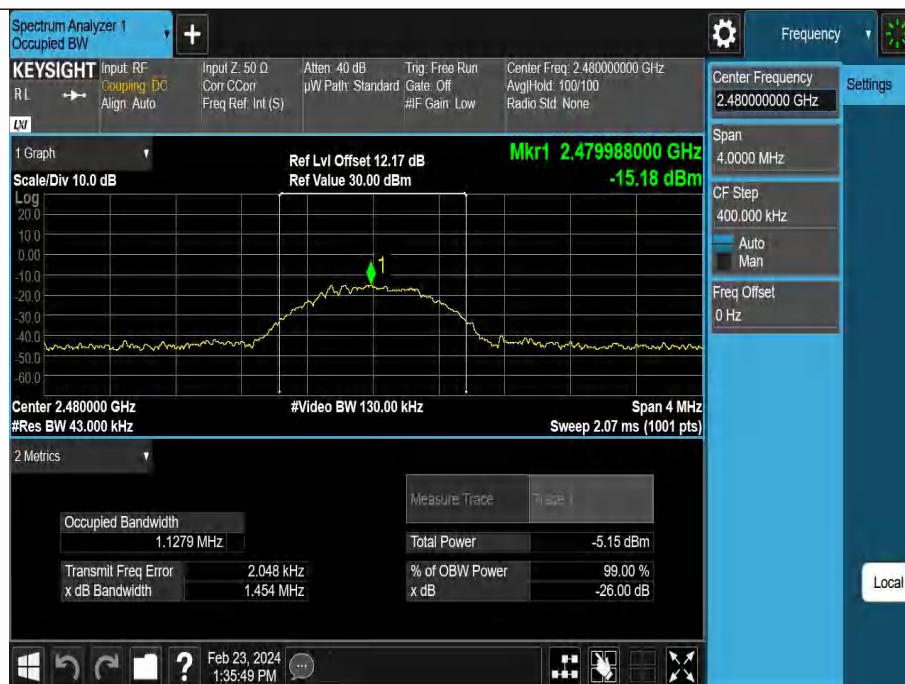 Spectrum Analyzer 1
Occupied BW
+
Frequency
KEYSIGHT
R L
LXI
Input: RF
Coupling: DC
Align: Auto
Input Z: 50 Ω
Corr CCorr
Freq Ref: Int (S)
Atten: 40 dB
µW Path: Standard
Trig: Free Run
Gate: Off
#IF Gain: Low
Center Freq: 2.480000000 GHz
Avg|Hold: 100/100
Radio Std: None
Center Frequency
2.480000000 GHz
Settings
Span
4.0000 MHz
CF Step
400.000 kHz
Auto
Man
Freq Offset
0 Hz
1 Graph
Scale/Div 10.0 dB
Ref Lvl Offset 12.17 dB
Ref Value 30.00 dBm
Mkr1 2.479988000 GHz
-15.18 dBm
Log
20.0
10.0
0.00
-10.0
-20.0
-30.0
-40.0
-50.0
-60.0
1
Center 2.480000 GHz
#Res BW 43.000 kHz
#Video BW 130.00 kHz
Span 4 MHz
Sweep 2.07 ms (1001 pts)
2 Metrics
Measure Trace
Trace 1
Occupied Bandwidth
1.1279 MHz
Total Power -5.15 dBm
Transmit Freq Error 2.048 kHz
% of OBW Power 99.00 %
x dB Bandwidth 1.454 MHz
x dB -26.00 dB
Local
?
Feb 23, 2024
1:35:49 PM